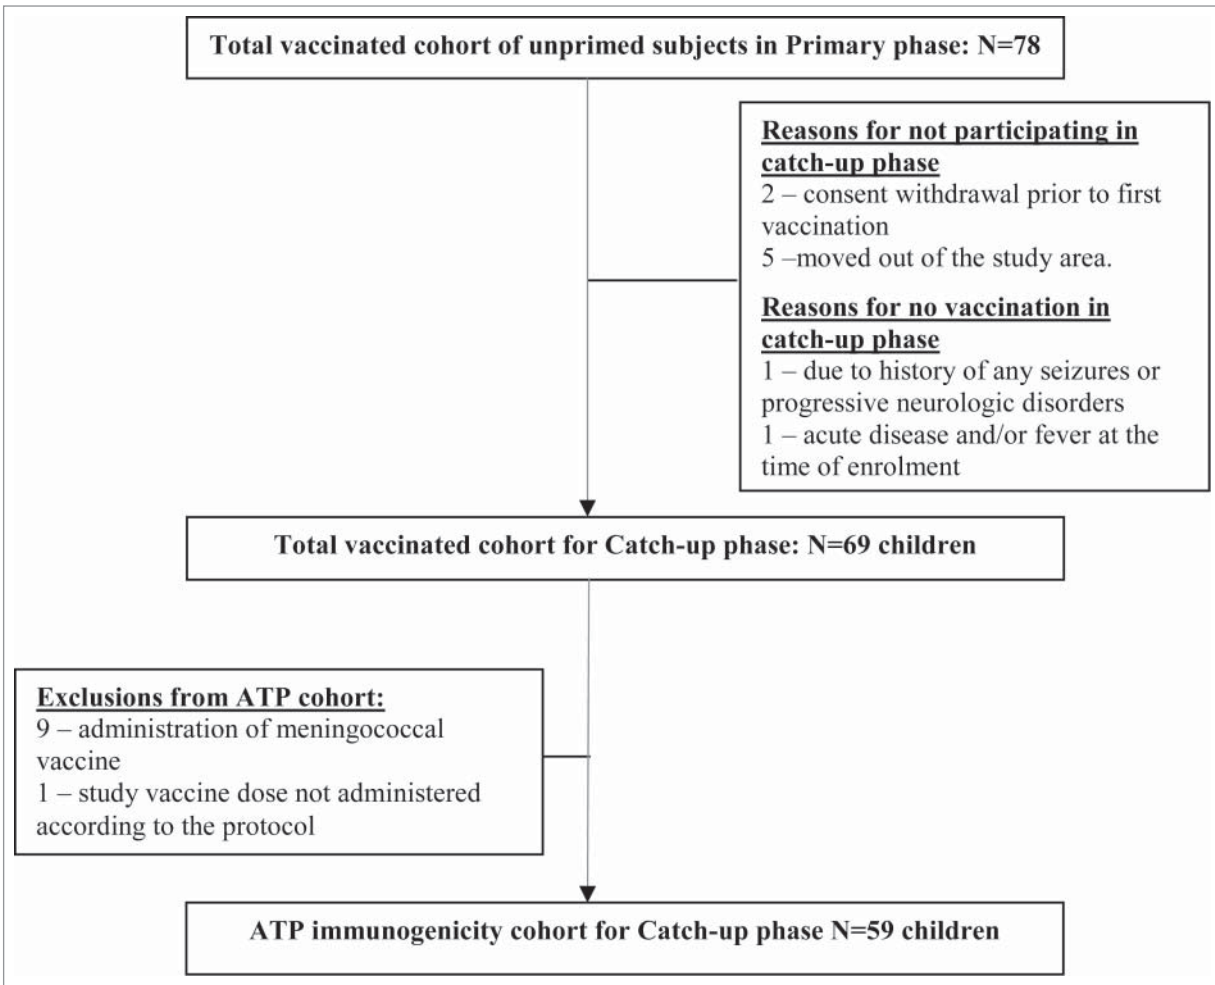 Total vaccinated cohort of unprimed subjects in Primary phase: N=78
Reasons for not participating in
catch-up phase
2 – consent withdrawal prior to first
vaccination
5 –moved out of the study area.
Reasons for no vaccination in
catch-up phase
1 – due to history of any seizures or
progressive neurologic disorders
1 – acute disease and/or fever at the
time of enrolment
Total vaccinated cohort for Catch-up phase: N=69 children
Exclusions from ATP cohort:
9 – administration of meningococcal
vaccine
1 – study vaccine dose not administered
according to the protocol
ATP immunogenicity cohort for Catch-up phase N=59 children